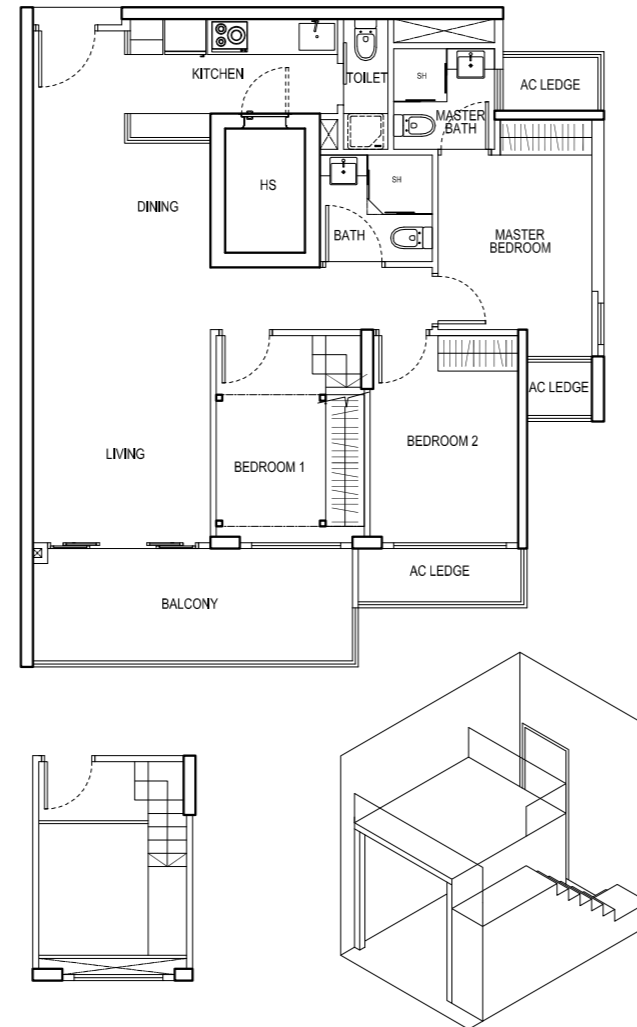 KITCHEN
TOILET
SH
AC LEDGE
MASTER
BATH
HS
SH
DINING
BATH
MASTER
BEDROOM
AC LEDGE
LIVING
BEDROOM 1
BEDROOM 2
AC LEDGE
BALCONY